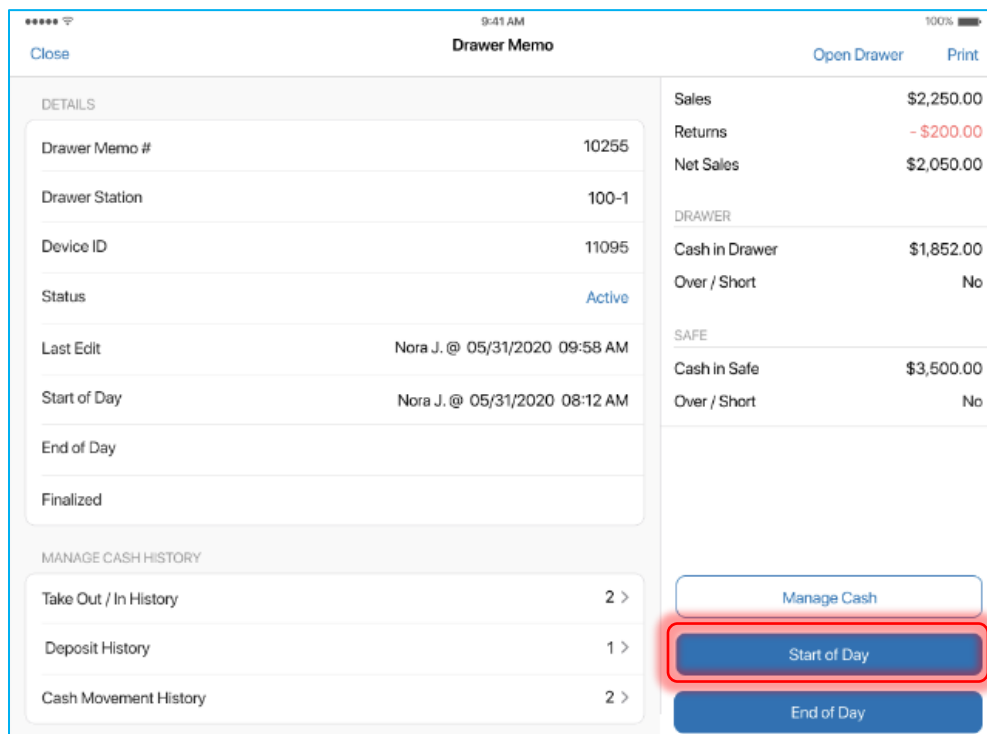 9:41 AM
100%
Close
Drawer Memo
Open Drawer
Print
DETAILS
Drawer Memo # 10255
Drawer Station 100-1
Device ID 11095
Status Active
Last Edit Nora J. @ 05/31/2020 09:58 AM
Start of Day Nora J. @ 05/31/2020 08:12 AM
End of Day
Finalized
MANAGE CASH HISTORY
Take Out / In History 2 >
Deposit History 1 >
Cash Movement History 2 >
Sales $2,250.00
Returns - $200.00
Net Sales $2,050.00
DRAWER
Cash in Drawer $1,852.00
Over / Short No
SAFE
Cash in Safe $3,500.00
Over / Short No
Manage Cash
Start of Day
End of Day